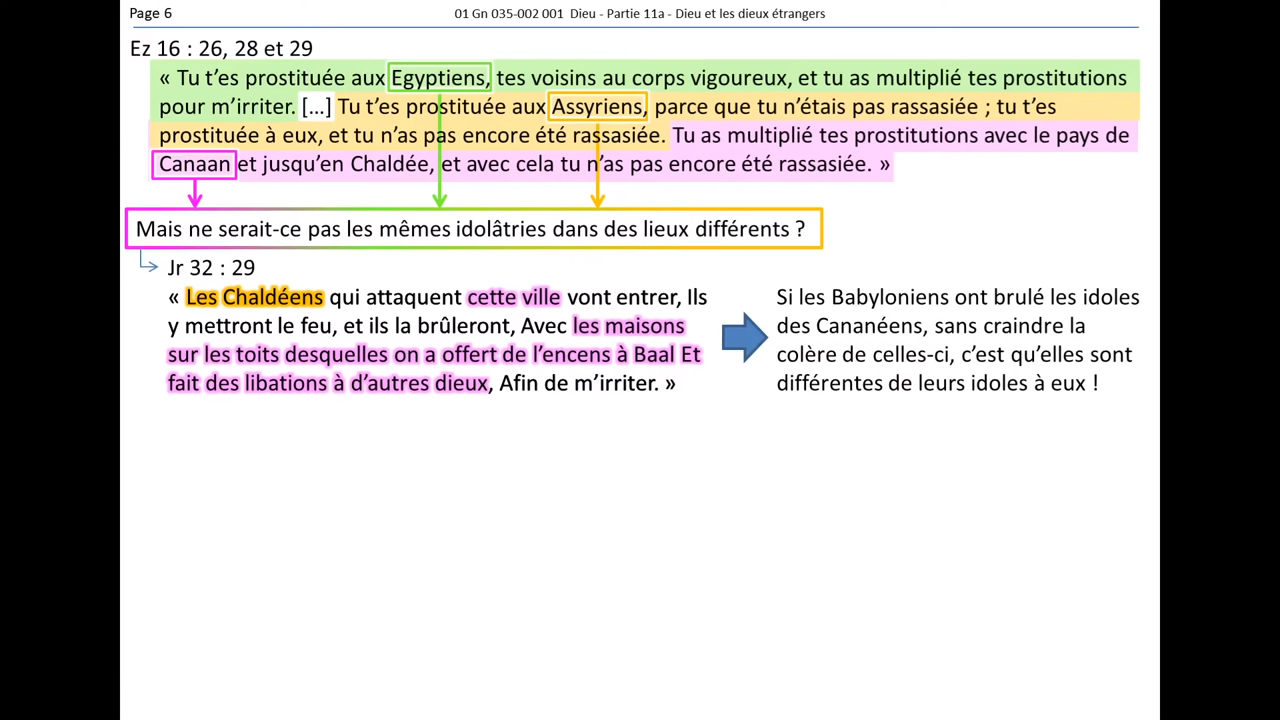 Page 6
01 Gn 035-002 001 Dieu - Partie 11a - Dieu et les dieux étrangers
Ez 16 : 26, 28 et 29
« Tu t’es prostituée aux Egyptiens, tes voisins au corps vigoureux, et tu as multiplié tes prostitutions
pour m’irriter. [...] Tu t’es prostituée aux Assyriens, parce que tu n’étais pas rassasiée ; tu t’es
prostituée à eux, et tu n’as pas encore été rassasiée. Tu as multiplié tes prostitutions avec le pays de
Canaan et jusqu’en Chaldée, et avec cela tu n’as pas encore été rassasiée. »
Mais ne serait-ce pas les mêmes idolâtries dans des lieux différents ?
Jr 32 : 29
« Les Chaldéens qui attaquent cette ville vont entrer, Ils
y mettront le feu, et ils la brûleront, Avec les maisons
sur les toits desquelles on a offert de l’encens à Baal Et
fait des libations à d’autres dieux, Afin de m’irriter. »
Si les Babyloniens ont brulé les idoles
des Cananéens, sans craindre la
colère de celles-ci, c’est qu’elles sont
différentes de leurs idoles à eux !